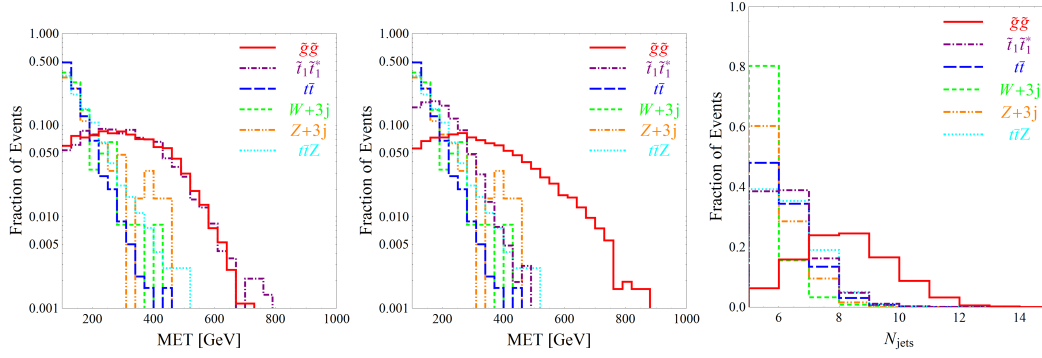 Fraction of Events
1.000
0.500
0.100
0.050
0.010
0.005
0.001
200 400 600 800 1000
MET [GeV]
g̃g̃
t̃₁t̃₁*
tt̄
W+3j
Z+3j
tt̄Z
Fraction of Events
1.000
0.500
0.100
0.050
0.010
0.005
0.001
200 400 600 800 1000
MET [GeV]
g̃g̃
t̃₁t̃₁*
tt̄
W+3j
Z+3j
tt̄Z
Fraction of Events
1.0
0.8
0.6
0.4
0.2
0.0
6 8 10 12 14
N_jets
g̃g̃
t̃₁t̃₁*
tt̄
W+3j
Z+3j
tt̄Z